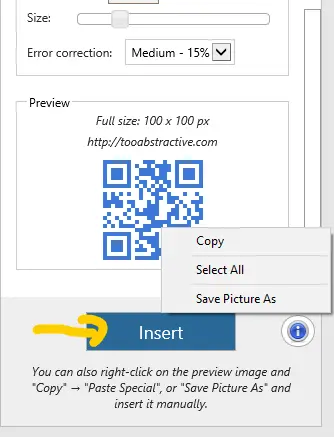 Size:
Error correction: Medium - 15%
Preview
Full size: 100 x 100 px
http://tooabstractive.com
Copy
Select All
Save Picture As
Insert
You can also right-click on the preview image and
"Copy" → "Paste Special", or "Save Picture As" and
insert it manually.